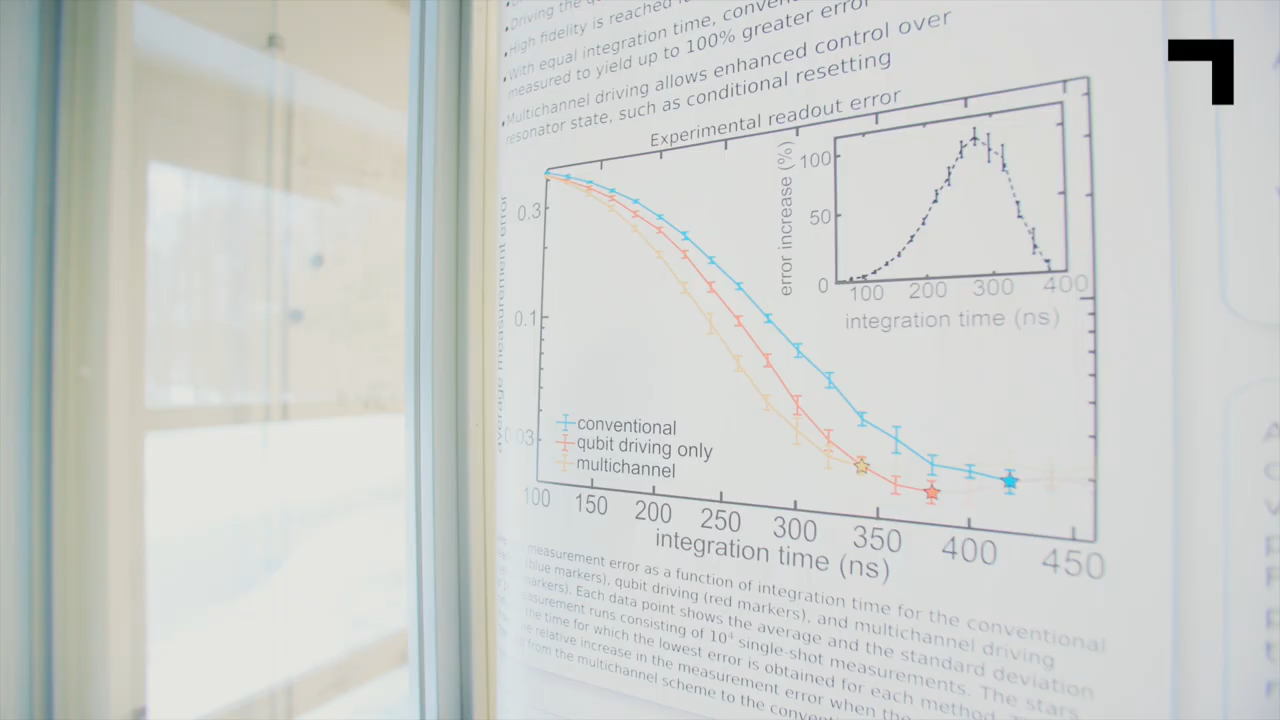 •Driving the
•High fidelity is reached
•With equal integration time,
measured to yield up to 100% greater error
•Multichannel driving allows enhanced control over
resonator state, such as conditional resetting
Experimental readout error
average measurement error
0.3
0.1
0.03
conventional
qubit driving only
multichannel
100 150 200 250 300 350 400 450
integration time (ns)
error increase (%)
100
50
0
100 200 300 400
integration time (ns)
measurement error as a function of integration time for the conventional
(blue markers), qubit driving (red markers), and multichannel driving
markers). Each data point shows the average and the standard deviation
runs consisting of 10⁴ single-shot measurements. The stars
time for which the lowest error is obtained for each method.
relative increase in the measurement error when the
from the multichannel scheme to the